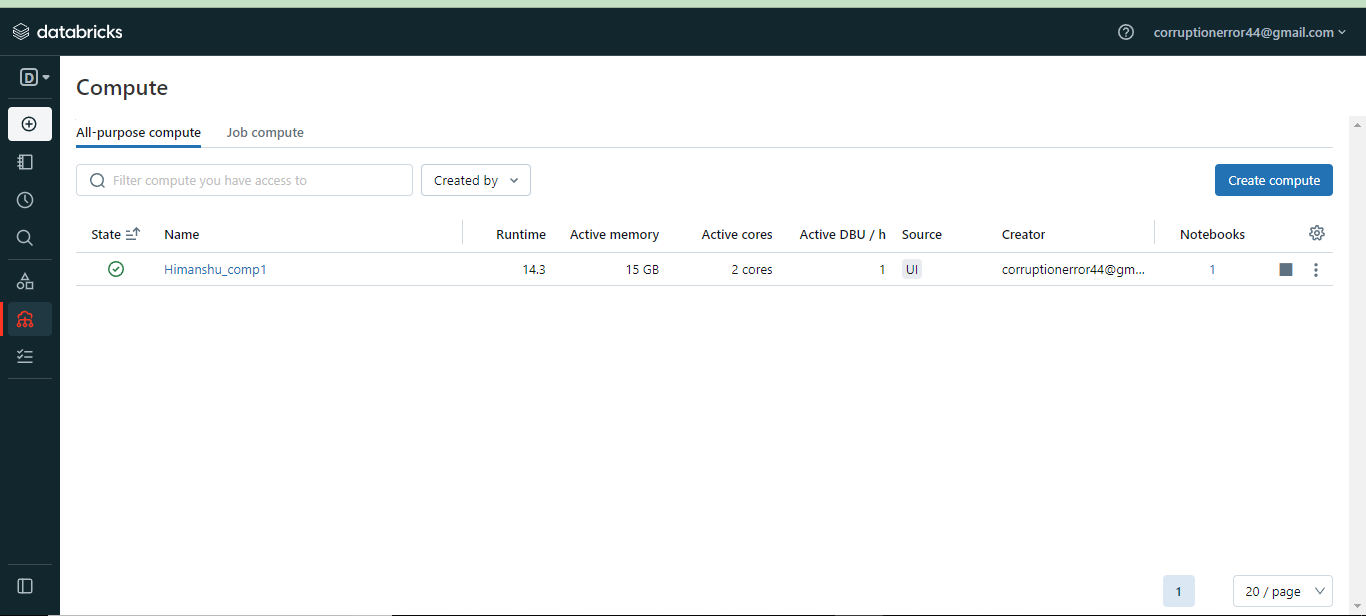 databricks
corruptionerror44@gmail.com
D
Compute
All-purpose compute Job compute
Filter compute you have access to Created by Create compute
State Name Runtime Active memory Active cores Active DBU / h Source Creator Notebooks
Himanshu_comp1 14.3 15 GB 2 cores 1 UI corruptionerror44@gm... 1
1 20 / page